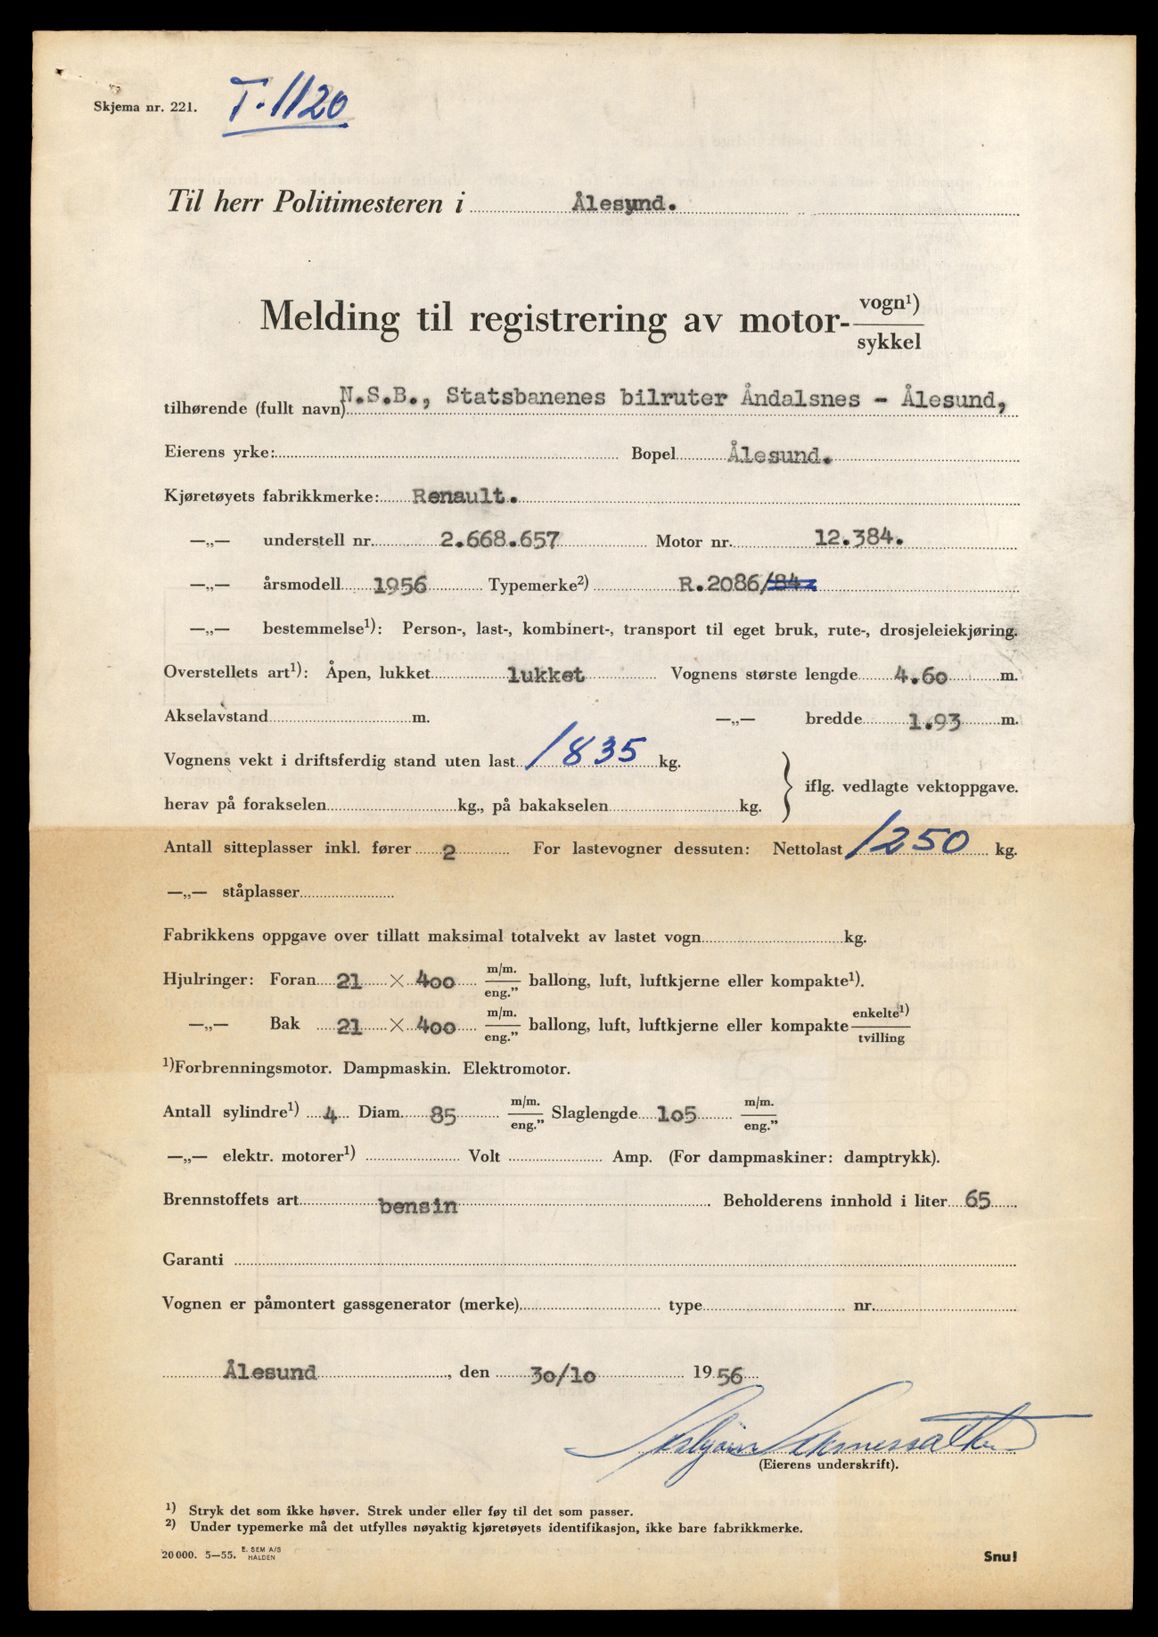 Skjema nr. 221.
T-1120
Til herr Politimesteren i Ålesund.
Melding til registrering av motor- vogn¹) / sykkel
tilhørende (fullt navn) N.S.B., Statsbanenes bilruter Åndalsnes - Ålesund,
Eierens yrke: Bopel Ålesund.
Kjøretøyets fabrikkmerke: Renault.
—„— understell nr. 2.668.657 Motor nr. 12.384.
—„— årsmodell 1956 Typemerke²) R.2086/84
—„— bestemmelse¹): Person-, last-, kombinert-, transport til eget bruk, rute-, drosjeleiekjøring.
Overstellets art¹): Åpen, lukket lukket Vognens største lengde 4.60 m.
Akselavstand m. —„— bredde 1.93 m.
Vognens vekt i driftsferdig stand uten last 1835 kg.
iflg. vedlagte vektoppgave.
herav på forakselen kg., på bakakselen kg.
Antall sitteplasser inkl. fører 2 For lastevogner dessuten: Nettolast 1250 kg.
—„— ståplasser
Fabrikkens oppgave over tillatt maksimal totalvekt av lastet vogn kg.
Hjulringer: Foran 21 × 400 m/m. / eng.” ballong, luft, luftkjerne eller kompakte¹).
—„— Bak 21 × 400 m/m. / eng.” ballong, luft, luftkjerne eller kompakte enkelte¹) / tvilling
¹)Forbrenningsmotor. Dampmaskin. Elektromotor.
Antall sylindre¹) 4 Diam. 85 m/m. / eng.” Slaglengde 105 m/m. / eng.”
—„— elektr. motorer¹) Volt Amp. (For dampmaskiner: damptrykk).
Brennstoffets art bensin Beholderens innhold i liter 65
Garanti
Vognen er påmontert gassgenerator (merke) type nr.
Ålesund, den 30/10 1956
(Eierens underskrift).
¹) Stryk det som ikke høver. Strek under eller føy til det som passer.
²) Under typemerke må det utfylles nøyaktig kjøretøyets identifikasjon, ikke bare fabrikkmerke.
20 000. 5—55. E. SEM A/S HALDEN Snu!